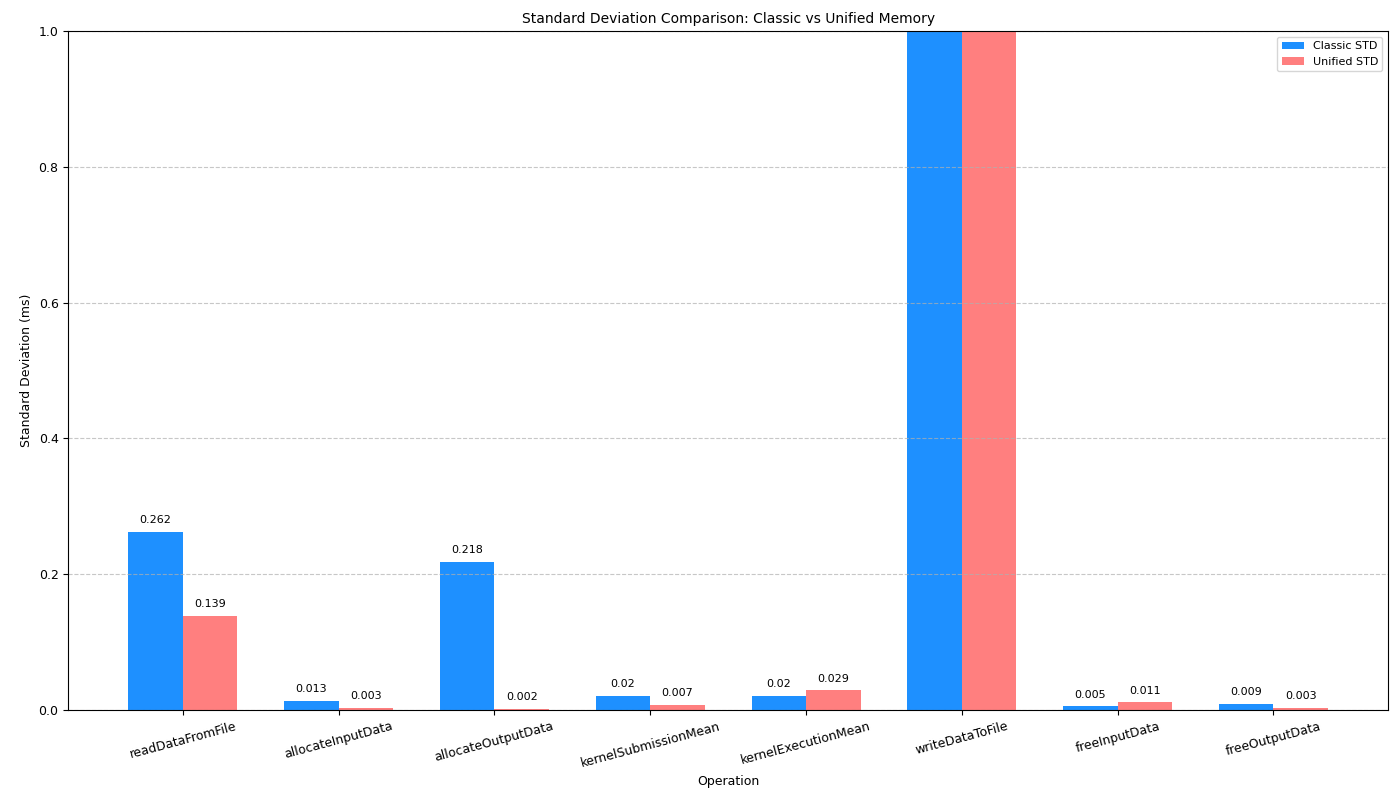 Standard Deviation Comparison: Classic vs Unified Memory
Classic STD
Unified STD
Standard Deviation (ms)
1.0
0.8
0.6
0.4
0.2
0.0
0.262
0.139
0.013
0.003
0.218
0.002
0.02
0.007
0.02
0.029
0.005
0.011
0.009
0.003
readDataFromFile
allocateInputData
allocateOutputData
kernelSubmissionMean
kernelExecutionMean
writeDataToFile
freeInputData
freeOutputData
Operation